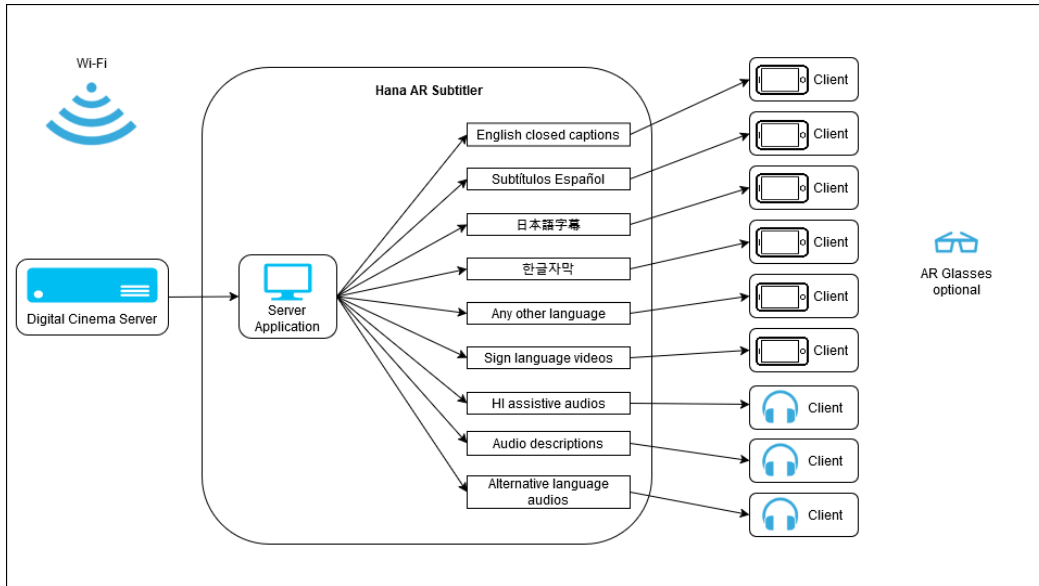 Wi-Fi
Hana AR Subtitler
Digital Cinema Server
Server
Application
English closed captions
Subtítulos Español
日本語字幕
한글자막
Any other language
Sign language videos
HI assistive audios
Audio descriptions
Alternative language
audios
Client
Client
Client
Client
Client
Client
Client
Client
Client
AR Glasses
optional